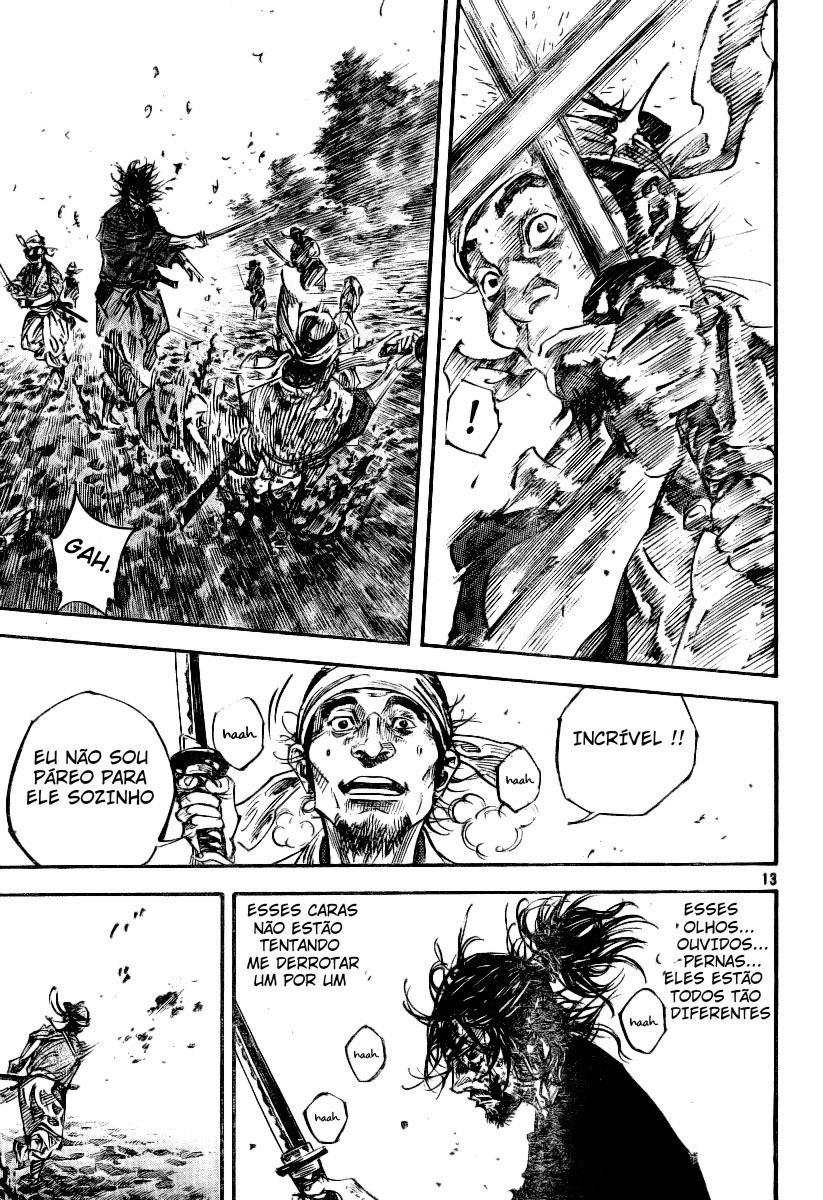 !
GAH.
INCRÍVEL !!
haah
haah
EU NÃO SOU
PÁREO PARA
ELE SOZINHO
13
ESSES
OLHOS...
OUVIDOS...
PERNAS...
ELES ESTÃO
TODOS TÃO
DIFERENTES
haah
ESSES CARAS
NÃO ESTÃO
TENTANDO
ME DERROTAR
UM POR UM
haah
haah